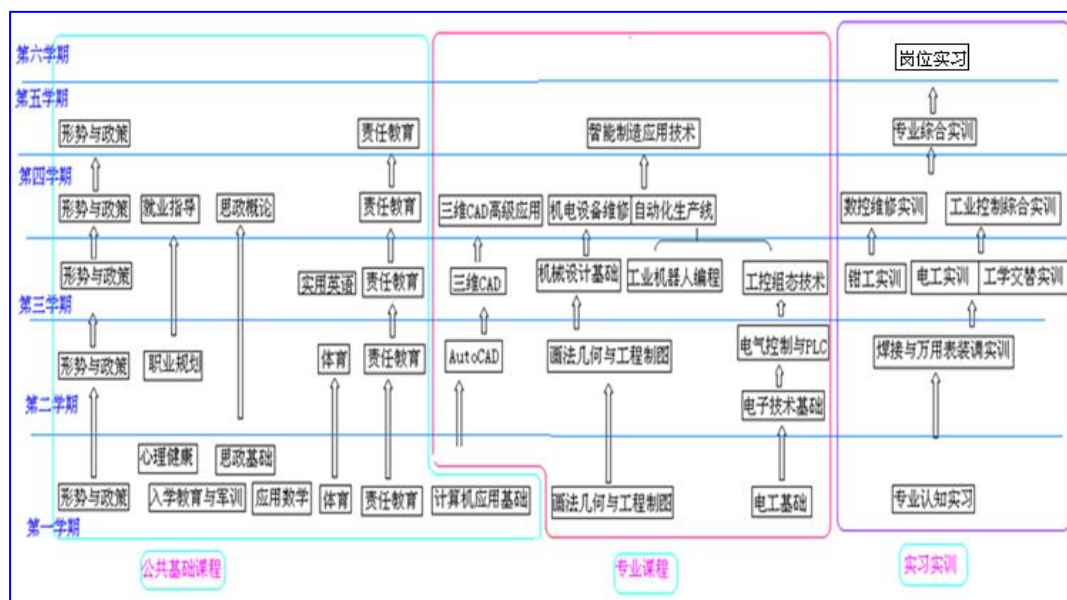 第六学期
岗位实习
第五学期
形势与政策
责任教育
智能制造应用技术
专业综合实训
第四学期
形势与政策
就业指导
思政概论
责任教育
三维CAD高级应用
机电设备维修
自动化生产线
数控维修实训
工业控制综合实训
形势与政策
实用英语
责任教育
三维CAD
机械设计基础
工业机器人编程
工控组态技术
钳工实训
电工实训
工学交替实训
第三学期
形势与政策
职业规划
体育
责任教育
AutoCAD
画法几何与工程制图
电气控制与PLC
焊接与万用表装调实训
第二学期
电子技术基础
心理健康
思政基础
形势与政策
入学教育与军训
应用数学
体育
责任教育
计算机应用基础
画法几何与工程制图
电工基础
专业认知实习
第一学期
公共基础课程
专业课程
实习实训